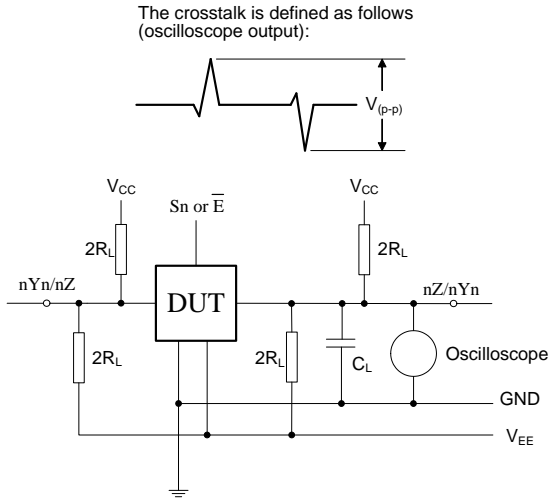 The crosstalk is defined as follows
(oscilloscope output):
V(p-p)
VCC
VCC
Sn or E̅
2RL
2RL
nYn/nZ
DUT
nZ/nYn
2RL
2RL
CL
Oscilloscope
GND
VEE